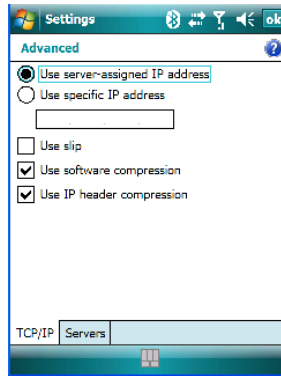 Settings ok
Advanced
Use server-assigned IP address
Use specific IP address
Use slip
Use software compression
Use IP header compression
TCP/IP Servers